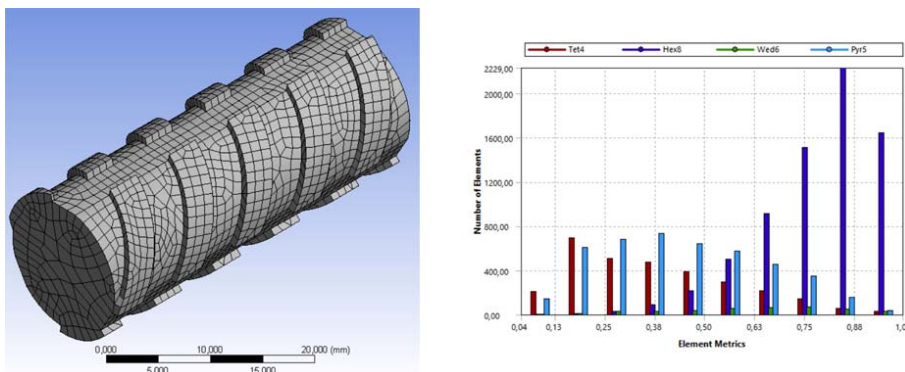 0,000 10,000 20,000 (mm)
5,000 15,000
Tet4 Hex8 Wed6 Pyr5
2229,00
2000,00
1600,00
1200,00
800,00
400,00
0,00
Number of Elements
0,04 0,13 0,25 0,38 0,50 0,63 0,75 0,88 1,0
Element Metrics